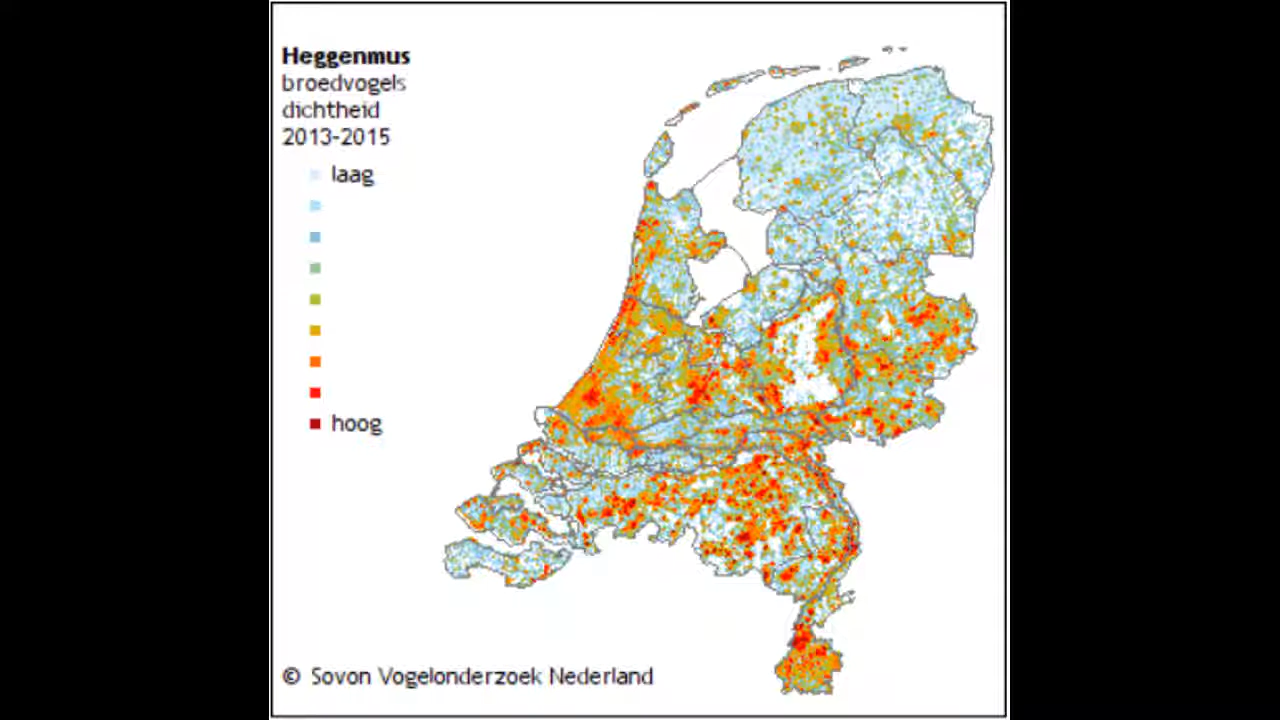 Heggenmus
broedvogels
dichtheid
2013-2015
laag
hoog
© Sovon Vogelonderzoek Nederland